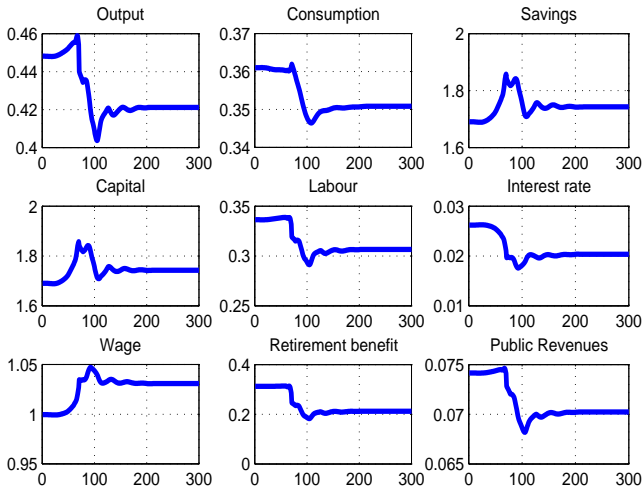 Output
0.46
0.44
0.42
0.4
0 100 200 300
Consumption
0.37
0.36
0.35
0.34
0 100 200 300
Savings
2
1.8
1.6
0 100 200 300
Capital
2
1.8
1.6
0 100 200 300
Labour
0.35
0.3
0.25
0 100 200 300
Interest rate
0.03
0.02
0.01
0 100 200 300
Wage
1.05
1
0.95
0 100 200 300
Retirement benefit
0.4
0.2
0
0 100 200 300
Public Revenues
0.075
0.07
0.065
0 100 200 300